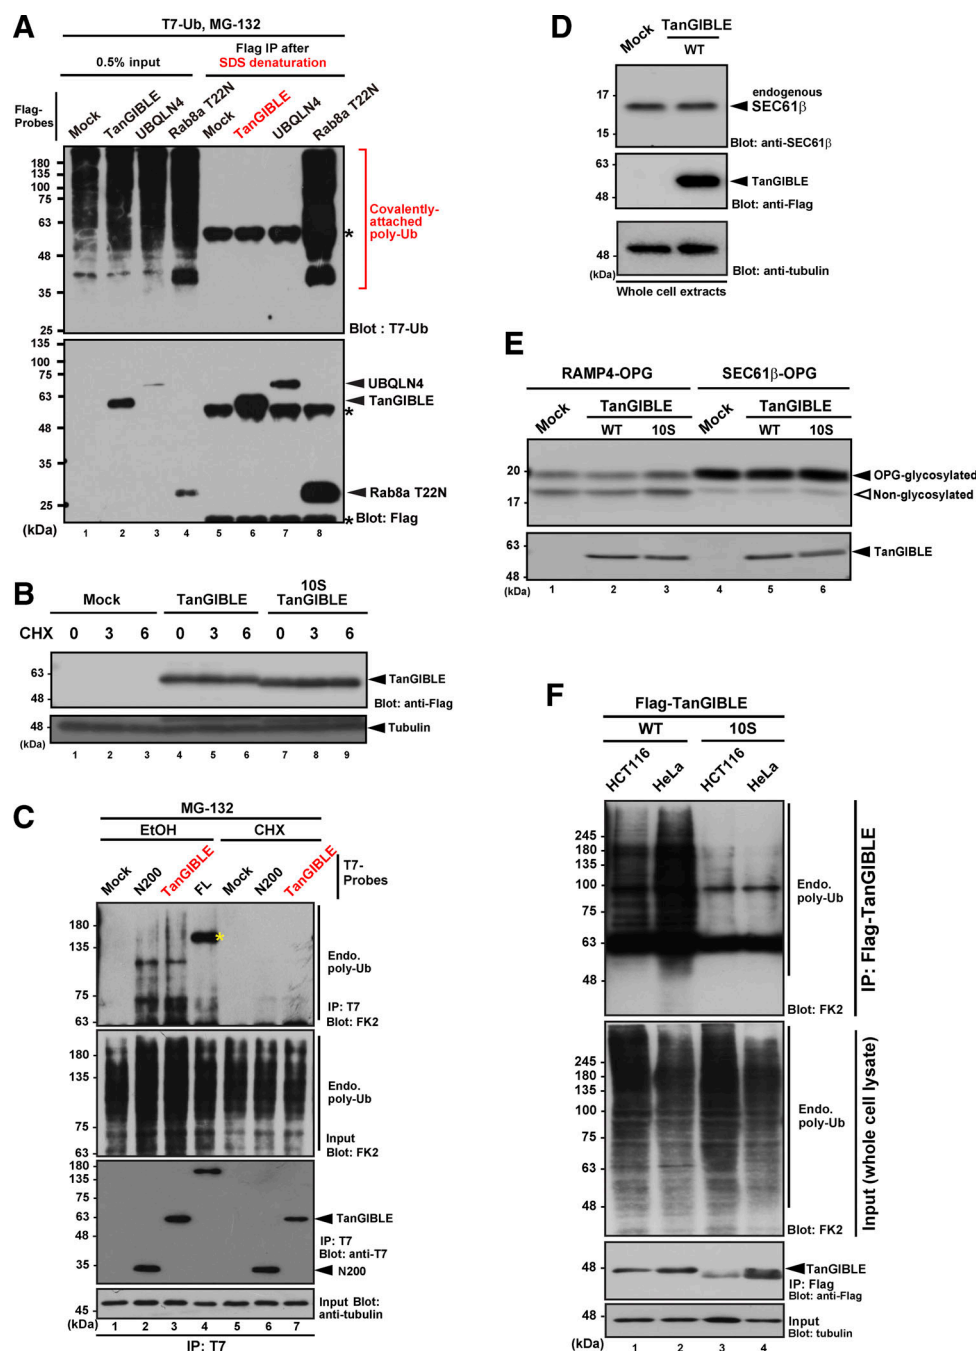 A
T7-Ub, MG-132
0.5% input
Flag IP after
SDS denaturation
Flag-
Probes
Mock
TanGIBLE
UBQLN4
Rab8a T22N
Mock
TanGIBLE
UBQLN4
Rab8a T22N
180
135
100
75
63
48
35
25
Covalently-
attached
poly-Ub
*
Blot : T7-Ub
135
100
75
63
48
35
25
(kDa)
UBQLN4
TanGIBLE
*
Rab8a T22N
*
Blot: Flag
1 2 3 4 5 6 7 8
B
Mock
TanGIBLE
10S
TanGIBLE
CHX 0 3 6 0 3 6 0 3 6
63
48
TanGIBLE
Blot: anti-Flag
48
Tubulin
(kDa)
1 2 3 4 5 6 7 8 9
C
MG-132
EtOH CHX
Mock
N200
TanGIBLE
FL
Mock
N200
TanGIBLE
T7-
Probes
180
135
75
63
*
Endo.
poly-Ub
IP: T7
Blot: FK2
180
135
75
63
Endo.
poly-Ub
Input
Blot: FK2
180
135
75
63
48
35
TanGIBLE
IP: T7
Blot: anti-T7
N200
45
Input Blot:
anti-tubulin
(kDa)
1 2 3 4 5 6 7
IP: T7
D
Mock
TanGIBLE
WT
17
15
endogenous
SEC61β
Blot: anti-SEC61β
63
48
TanGIBLE
Blot: anti-Flag
48
(kDa)
Blot: anti-tubulin
Whole cell extracts
E
RAMP4-OPG SEC61β-OPG
Mock
TanGIBLE
WT 10S
Mock
TanGIBLE
WT 10S
20
17
OPG-glycosylated
Non-glycosylated
63
48
TanGIBLE
(kDa)
1 2 3 4 5 6
F
Flag-TanGIBLE
WT 10S
HCT116
HeLa
HCT116
HeLa
245
180
135
100
75
63
48
Endo.
poly-Ub
Blot: FK2
IP: Flag-TanGIBLE
245
180
135
100
75
63
48
Endo.
poly-Ub
Blot: FK2
Input (whole cell lysate)
48
TanGIBLE
IP: Flag
Blot: anti-Flag
48
Input
Blot: tubulin
(kDa)
1 2 3 4